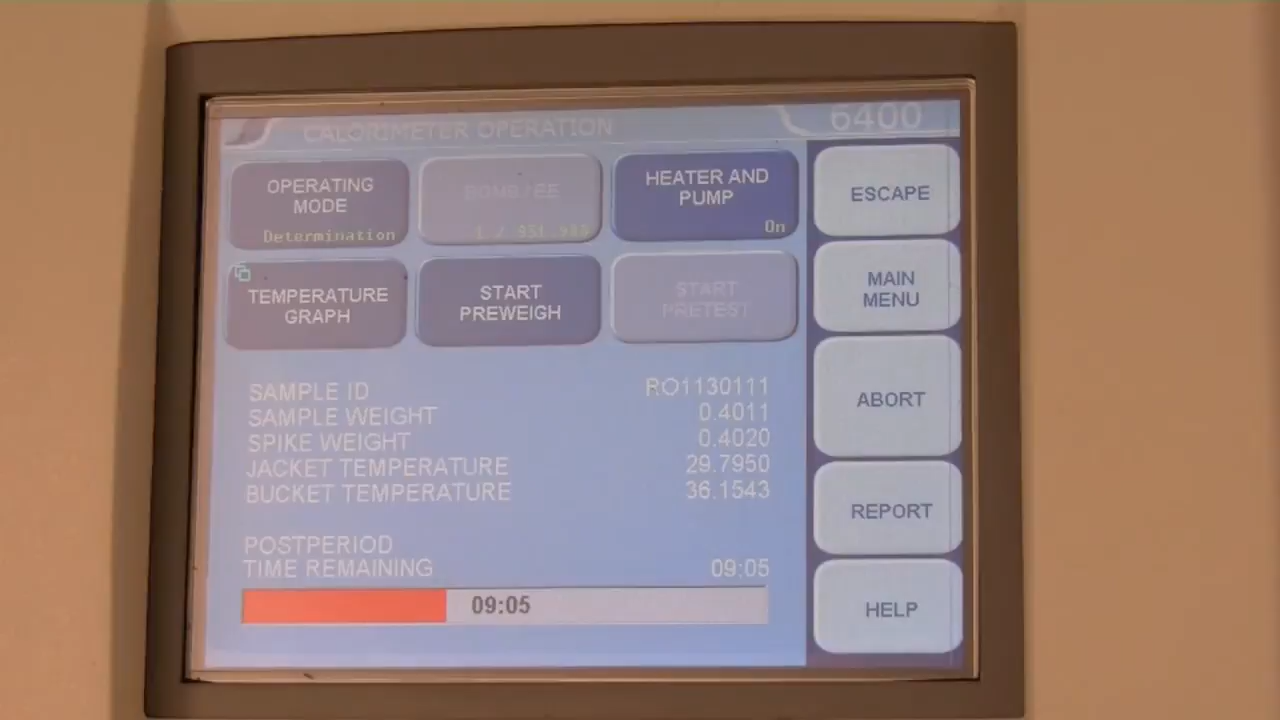 CALORIMETER OPERATION
6400
OPERATING
MODE
Determination
BOMB / EE
HEATER AND
PUMP
On
ESCAPE
TEMPERATURE
GRAPH
START
PREWEIGH
START
PRETEST
MAIN
MENU
ABORT
SAMPLE ID RO1130111
SAMPLE WEIGHT 0.4011
SPIKE WEIGHT 0.4020
JACKET TEMPERATURE 29.7950
BUCKET TEMPERATURE 36.1543
REPORT
POSTPERIOD
TIME REMAINING 09:05
09:05
HELP